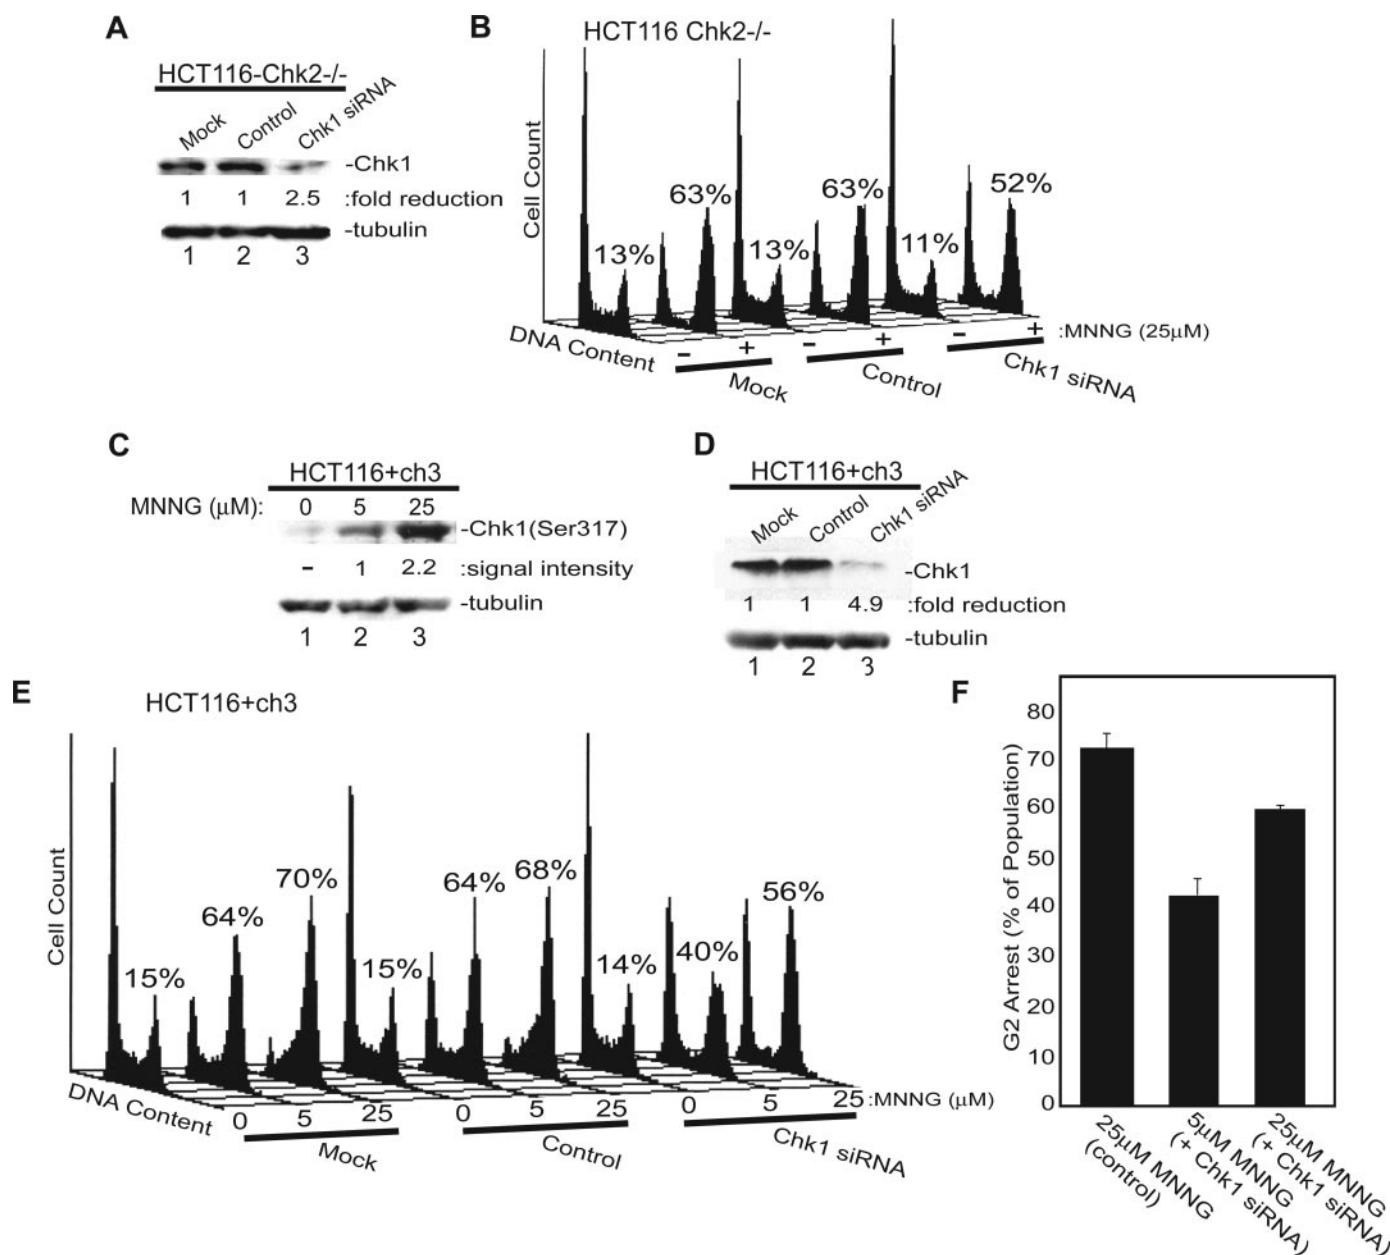 A
HCT116-Chk2-/-
Mock Control Chk1 siRNA
-Chk1
1 1 2.5 :fold reduction
-tubulin
1 2 3
B
HCT116 Chk2-/-
Cell Count
13% 63% 13% 63% 11% 52%
DNA Content
- + - + - + :MNNG (25μM)
Mock Control Chk1 siRNA
C
HCT116+ch3
MNNG (μM): 0 5 25
-Chk1(Ser317)
- 1 2.2 :signal intensity
-tubulin
1 2 3
D
HCT116+ch3
Mock Control Chk1 siRNA
-Chk1
1 1 4.9 :fold reduction
-tubulin
1 2 3
E
HCT116+ch3
Cell Count
15% 64% 70% 15% 64% 68% 14% 40% 56%
DNA Content
0 5 25 0 5 25 0 5 25 :MNNG (μM)
Mock Control Chk1 siRNA
F
G2 Arrest (% of Population)
80
70
60
50
40
30
20
10
0
25μM MNNG
(control)
5μM MNNG
(+ Chk1 siRNA)
25μM MNNG
(+ Chk1 siRNA)